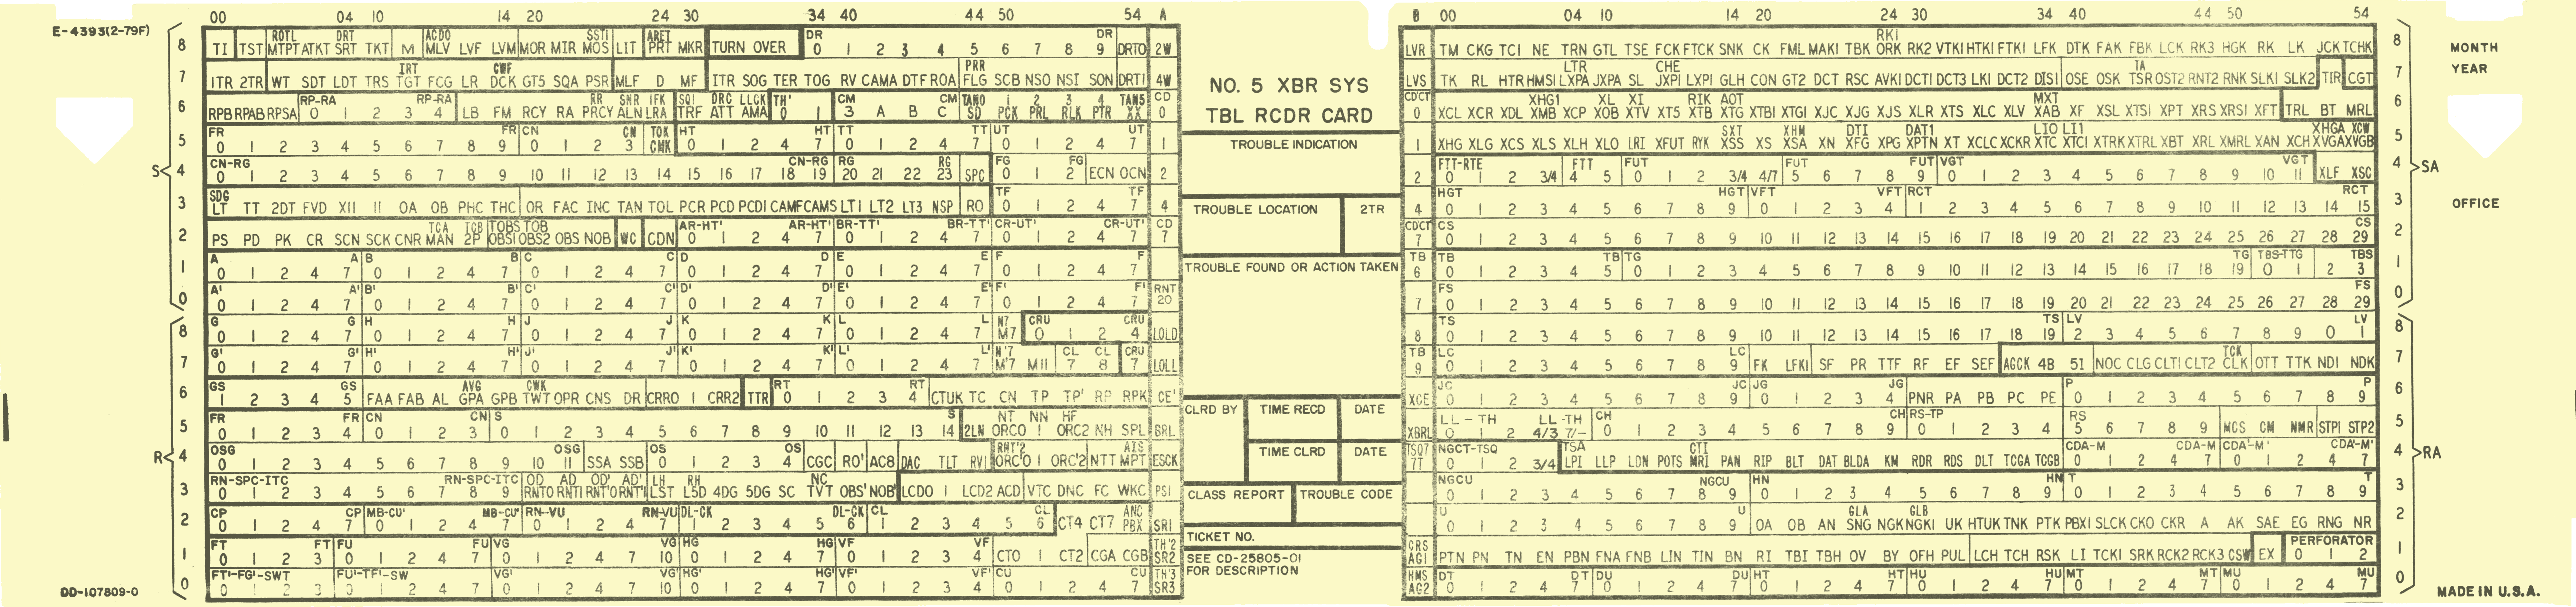 E-4393(2-79F)
00 04 10 14 20 24 30 34 40 44 50 54 A
ROTL DRT ACDO SSTI ARET DR DR
8 TI TST MTPT ATKT SRT TKT M MLV LVF LVM MOR MIR MOS LIT PRT MKR TURN OVER 0 1 2 3 4 5 6 7 8 9 DRTO 2W
IRT CWF PRR
7 ITR 2TR WT SDT LDT TRS TGT FCG LR DCK GT5 SQA PSR MLF D MF ITR SOG TER TOG RV CAMA DTF ROA FLG SCB NSO NSI SON DRTI 4W
RP-RA RP-RA RR SNR IFK SQI DRC LLCK TH' CM CM TAN0 1 2 3 4 TAN5 CD
6 RPB RPAB RPSA 0 1 2 3 4 LB FM RCY RA PRCY ALN LRA TRF ATT AMA 0 1 3 A B C SD PCK PRL RLK PTR XX 0
FR FR CN CN TOK HT HT TT TT UT UT
5 0 1 2 3 4 5 6 7 8 9 0 1 2 3 CMK 0 1 2 4 7 0 1 2 4 7 0 1 2 4 7 1
CN-RG CN-RG RG RG FG FG
S 4 0 1 2 3 4 5 6 7 8 9 10 11 12 13 14 15 16 17 18 19 20 21 22 23 SPC 0 1 2 ECN OCN 2
SDG TF TF
3 LT TT 2DT FVD XII II OA OB PHC THC OR FAC INC TAN TOL PCR PCD PCDI CAMF CAMS LT1 LT2 LT3 NSP RO 0 1 2 4 7 4
TCA TCB TOBS TOB AR-HT' AR-HT' BR-TT' BR-TT' CR-UT' CR-UT' CD
2 PS PD PK CR SCN SCK CNR MAN 2P OBSI OBS2 OBS NOB WC CDN 0 1 2 4 7 0 1 2 4 7 0 1 2 4 7 7
A A B B C C D D E E F F
1 0 1 2 4 7 0 1 2 4 7 0 1 2 4 7 0 1 2 4 7 0 1 2 4 7 0 1 2 4 7
A' A' B' B' C' C' D' D' E' E' F' F' RNT
0 0 1 2 4 7 0 1 2 4 7 0 1 2 4 7 0 1 2 4 7 0 1 2 4 7 0 1 2 4 7 20
G G H H J J K K L L N7 CRU CRU
8 0 1 2 4 7 0 1 2 4 7 0 1 2 4 7 0 1 2 4 7 0 1 2 4 7 M7 0 1 2 4 LOLD
G' G' H' H' J' J' K' K' L' L' N'7 CL CL CRU
7 0 1 2 4 7 0 1 2 4 7 0 1 2 4 7 0 1 2 4 7 0 1 2 4 7 M'7 MII 7 8 7 LOLL
GS GS AVG CWK RT RT
6 1 2 3 4 5 FAA FAB AL GPA GPB TWT OPR CNS DR CRRO 1 CRR2 TTR 0 1 2 3 4 CTUK TC CN TP TP' RP RPK CE'
FR FR CN CN S S NT NN HF
5 0 1 2 3 4 0 1 2 3 0 1 2 3 4 5 6 7 8 9 10 11 12 13 14 2LN ORCO 1 ORC2 NH SPL BRL
OSG OSG OS OS RNT'2 AIS
R 4 0 1 2 3 4 5 6 7 8 9 10 11 SSA SSB 0 1 2 3 4 CGC RO' AC8 DAC TLT RVI ORC'O 1 ORC'2 NTT MPT ESCK
RN-SPC-ITC RN-SPC-ITC OD AD OD' AD' LH RH NC
3 0 1 2 3 4 5 6 7 8 9 RNTO RNTI RNT'O RNT'I LST L5D 4DG 5DG SC TVT OBS' NOB' LCDO 1 LCD2 ACD VTC DNC FC WKC PSI
CP CP MB-CU' MB-CU' RN-VU RN-VU DL-CK DL-CK CL CL ANC
2 0 1 2 4 7 0 1 2 4 7 0 1 2 4 7 0 1 2 3 4 5 6 1 2 3 4 5 6 CT4 CT7 PBX SRI
FT FT FU FU VG VG HG HG VF VF TH'2
1 0 1 2 3 0 1 2 4 7 0 1 2 4 7 10 0 1 2 4 7 0 1 2 3 4 CTO 1 CT2 CGA CGB SR2
FT'-FG'-SWT FU'-TF'-SW VG' VG' HG' HG' VF' VF' CU CU TH'3
0 0 1 2 3 0 1 2 4 7 0 1 2 4 7 10 0 1 2 4 7 0 1 2 3 4 0 1 2 4 7 SR3
DD-107809-0
NO. 5 XBR SYS
TBL RCDR CARD
TROUBLE INDICATION
TROUBLE LOCATION 2TR
TROUBLE FOUND OR ACTION TAKEN
CLRD BY TIME RECD DATE
TIME CLRD DATE
CLASS REPORT TROUBLE CODE
TICKET NO.
SEE CD-25805-01
FOR DESCRIPTION
B 00 04 10 14 20 24 30 34 40 44 50 54
RKI
LVR TM CKG TCI NE TRN GTL TSE FCK FTCK SNK CK FML MAKI TBK ORK RK2 VTKI HTKI FTKI LFK DTK FAK FBK LCK RK3 HGK RK LK JCK TCHK 8
LTR CHE TA
LVS TK RL HTR HMSI LXPA JXPA SL JXPI LXPI GLH CON GT2 DCT RSC AVKI DCTI DCT3 LKI DCT2 DISI OSE OSK TSR OST2 RNT2 RNK SLKI SLK2 TIR CGT 7
CD'CT XHG1 XL XI RIK AOT MXT
0 XCL XCR XDL XMB XCP XOB XTV XT5 XTB XTG XTBI XTGI XJC XJG XJS XLR XTS XLC XLV XAB XF XSL XTSI XPT XRS XRSI XFT TRL BT MRL 6
SXT XHM DTI DAT1 LIO LI1 XHGA XCW
1 XHG XLG XCS XLS XLH XLO LRI XFUT RYK XSS XS XSA XN XFG XPG XPTN XT XCLC XCKR XTC XTCI XTRK XTRL XBT XRL XMRL XAN XCH XVGA XVGB 5
FTT-RTE FTT FUT FUT FUT VGT VGT
2 0 1 2 3/4 4 5 0 1 2 3/4 4/7 5 6 7 8 9 0 1 2 3 4 5 6 7 8 9 10 11 XLF XSC 4 SA
HGT HGT VFT VFT RCT RCT
4 0 1 2 3 4 5 6 7 8 9 0 1 2 3 4 1 2 3 4 5 6 7 8 9 10 11 12 13 14 15 3
CD'CT CS CS
7 0 1 2 3 4 5 6 7 8 9 10 11 12 13 14 15 16 17 18 19 20 21 22 23 24 25 26 27 28 29 2
TB TB TB TG TG TBS-TTG TBS
6 0 1 2 3 4 5 0 1 2 3 4 5 6 7 8 9 10 11 12 13 14 15 16 17 18 19 0 1 2 3 1
FS FS
7 0 1 2 3 4 5 6 7 8 9 10 11 12 13 14 15 16 17 18 19 20 21 22 23 24 25 26 27 28 29 0
TS TS LV LV
8 0 1 2 3 4 5 6 7 8 9 10 11 12 13 14 15 16 17 18 19 2 3 4 5 6 7 8 9 0 1 8
TB LC LC TCK
9 0 1 2 3 4 5 6 7 8 9 FK LFKI SF PR TTF RF EF SEF AGCK 4B 5I NOC CLG CLTI CLT2 CLK OTT TTK NDI NDK 7
JC JC JG JG P P
XCE 0 1 2 3 4 5 6 7 8 9 0 1 2 3 4 PNR PA PB PC PE 0 1 2 3 4 5 6 7 8 9 6
LL-TH LL-TH CH CH RS-TP RS
XBRL 0 1 2 4/3 7/- 0 1 2 3 4 5 6 7 8 9 0 1 2 3 4 5 6 7 8 9 MCS CM NMR STP1 STP2 5
TSQ7 NGCT-TSQ TSA CTI CDA-M CDA-M CDA'-M' CDA'-M'
7T 0 1 2 3/4 LPI LLP LDN POTS MRI PAN RIP BLT DAT BLDA KM RDR RDS DLT TCGA TCGB 0 1 2 4 7 0 1 2 4 7 4 RA
NGCU NGCU HN HN T T
0 1 2 3 4 5 6 7 8 9 0 1 2 3 4 5 6 7 8 9 0 1 2 3 4 5 6 7 8 9 3
U U GLA GLB
0 1 2 3 4 5 6 7 8 9 OA OB AN SNG NGK NGKI UK HTUK TNK PTK PBXI SLCK CKO CKR A AK SAE EG RNG NR 2
CRS PERFORATOR
AG1 PTN PN TN EN PBN FNA FNB LIN TIN BN RI TBI TBH OV BY OFH PUL LCH TCH RSK LI TCKI SRK RCK2 RCK3 CSW EX 0 1 2 1
HMS DT DT DU DU HT HT HU HU MT MT MU MU
AG2 0 1 2 4 7 0 1 2 4 7 0 1 2 4 7 0 1 2 4 7 0 1 2 4 7 0 1 2 4 7 0
MONTH
YEAR
OFFICE
MADE IN U.S.A.